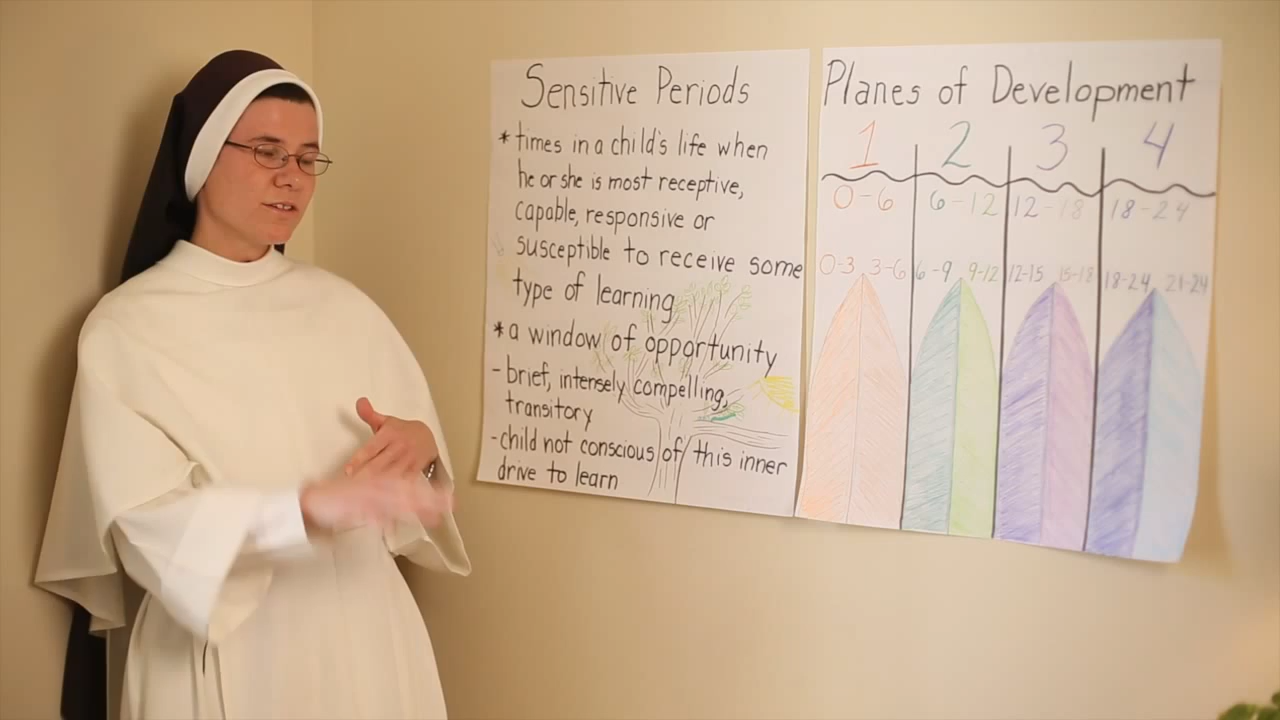 Sensitive Periods
* times in a child's life when
he or she is most receptive,
capable, responsive or
susceptible to receive some
type of learning
* a window of opportunity
- brief, intensely compelling,
transitory
- child not conscious of this inner
drive to learn
Planes of Development
1 2 3 4
0-6 6-12 12-18 18-24
0-3 3-6 6-9 9-12 12-15 15-18 18-24 21-24